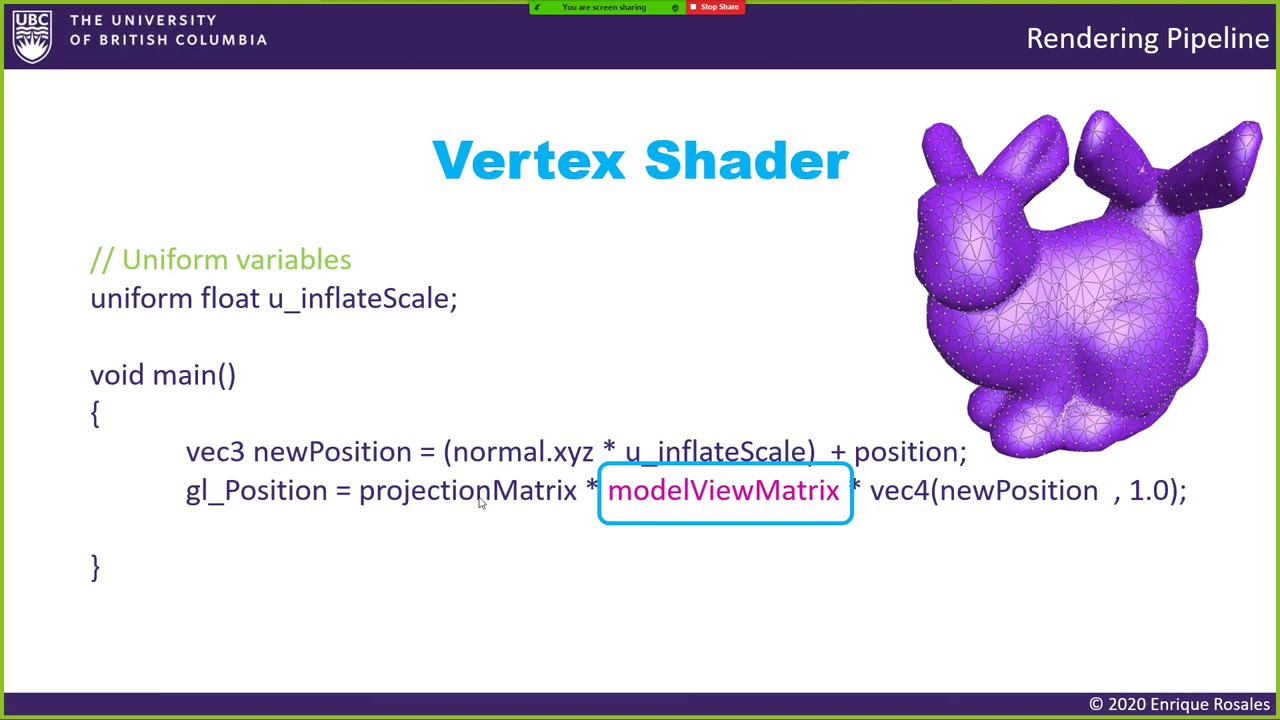 You are screen sharing
Stop Share
UBC
THE UNIVERSITY
OF BRITISH COLUMBIA
Rendering Pipeline
Vertex Shader
// Uniform variables
uniform float u_inflateScale;
void main()
{
vec3 newPosition = (normal.xyz * u_inflateScale) + position;
gl_Position = projectionMatrix * modelViewMatrix * vec4(newPosition , 1.0);
}
© 2020 Enrique Rosales